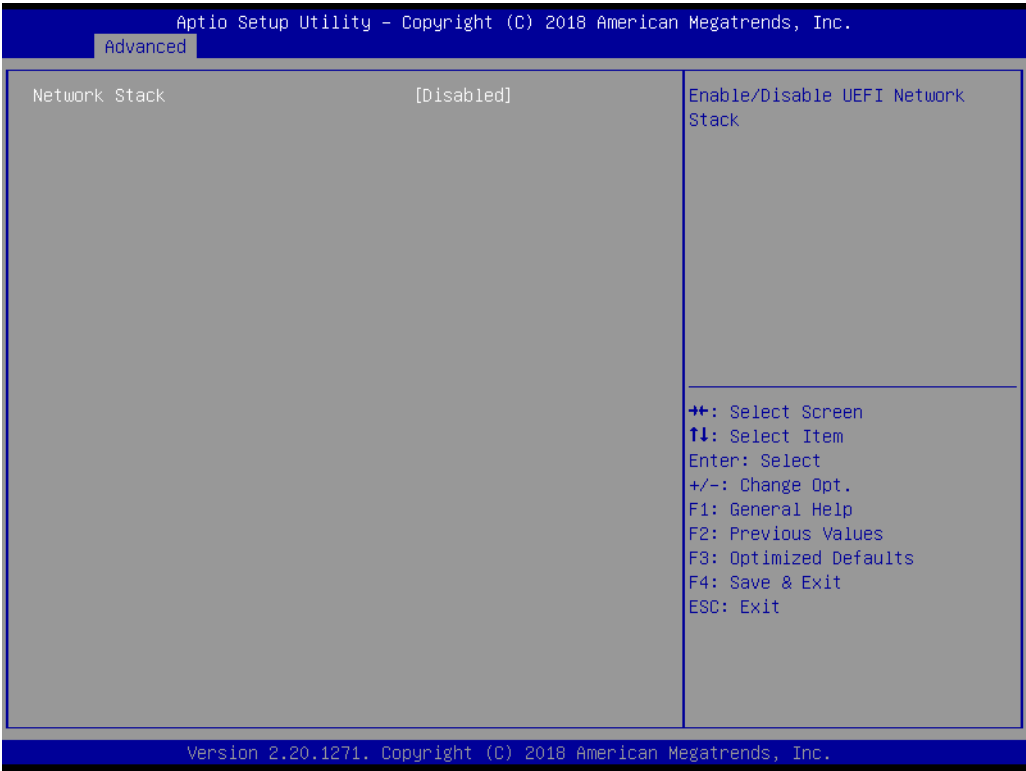 Aptio Setup Utility – Copyright (C) 2018 American Megatrends, Inc.
Advanced
Network Stack [Disabled]
Enable/Disable UEFI Network
Stack
→←: Select Screen
↑↓: Select Item
Enter: Select
+/-: Change Opt.
F1: General Help
F2: Previous Values
F3: Optimized Defaults
F4: Save & Exit
ESC: Exit
Version 2.20.1271. Copyright (C) 2018 American Megatrends, Inc.